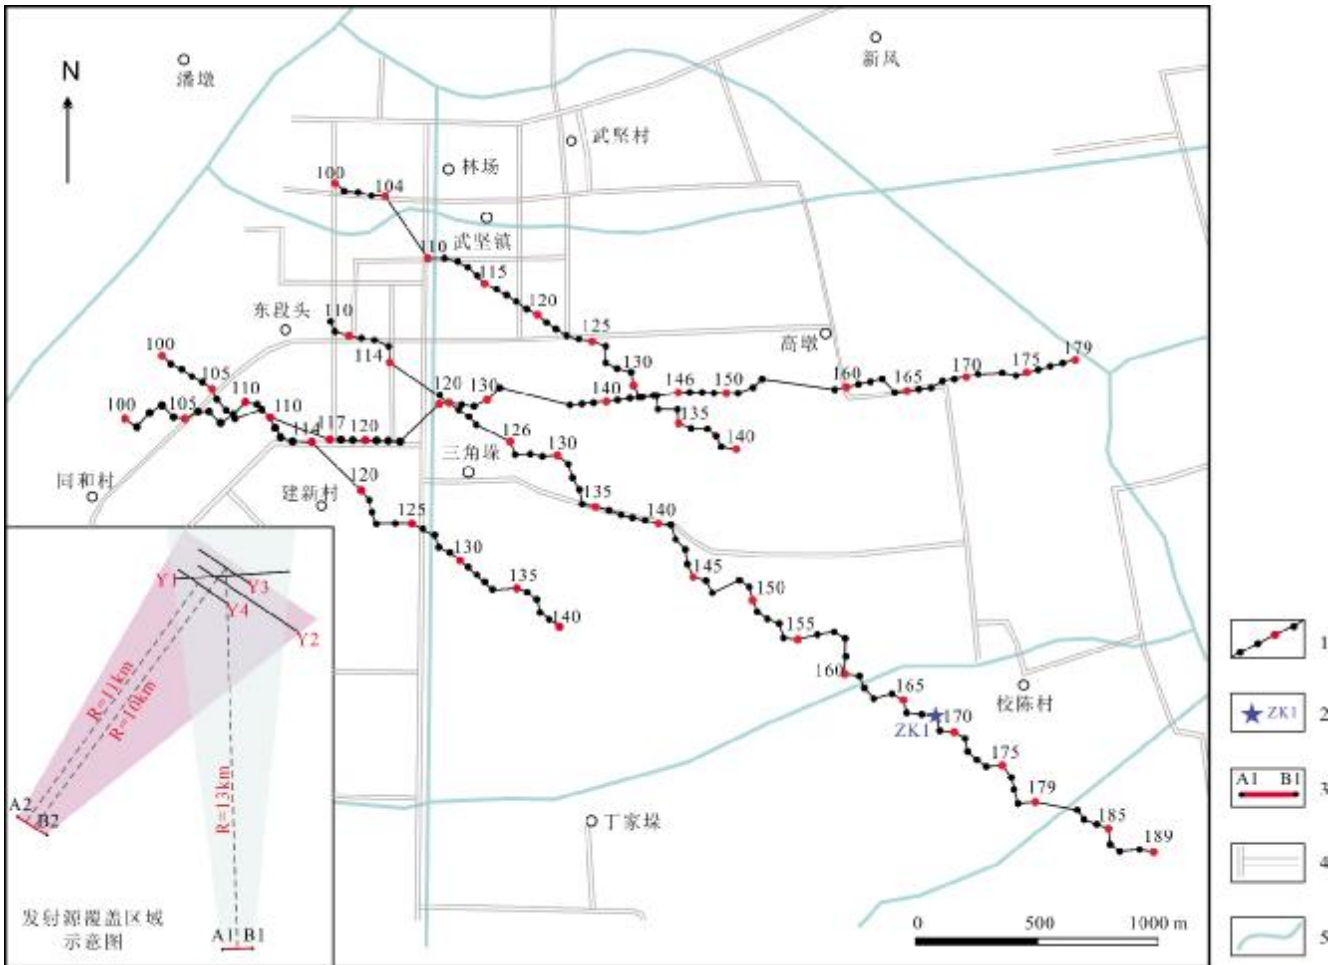 N
潘墩
新风
武坚村
林场
100
104
武坚镇
110
115
东段头
110
120
125
高墩
100
114
130
179
175
170
105
160
165
120
130
140
146
150
110
100
105
110
135
117
114
120
126
140
三角垛
130
同和村
建新村
120
135
140
125
130
145
Y1
Y3
Y4
Y2
135
150
140
155
R=11km
R=10km
160
165
校陈村
ZK1
170
175
179
R=13km
A2
B2
丁家垛
185
189
发射源覆盖区域
示意图
A1 B1
0 500 1000 m
1
ZK1 2
A1 B1 3
4
5